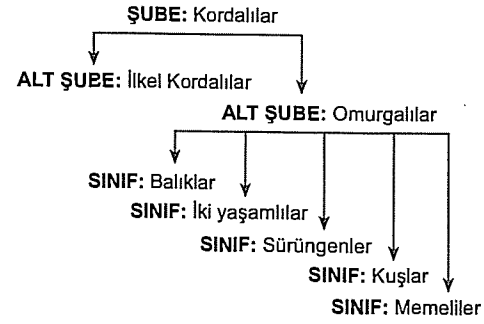 ŞUBE: Kordalılar
ALT ŞUBE: İlkel Kordalılar
ALT ŞUBE: Omurgalılar
SINIF: Balıklar
SINIF: İki yaşamlılar
SINIF: Sürüngenler
SINIF: Kuşlar
SINIF: Memeliler